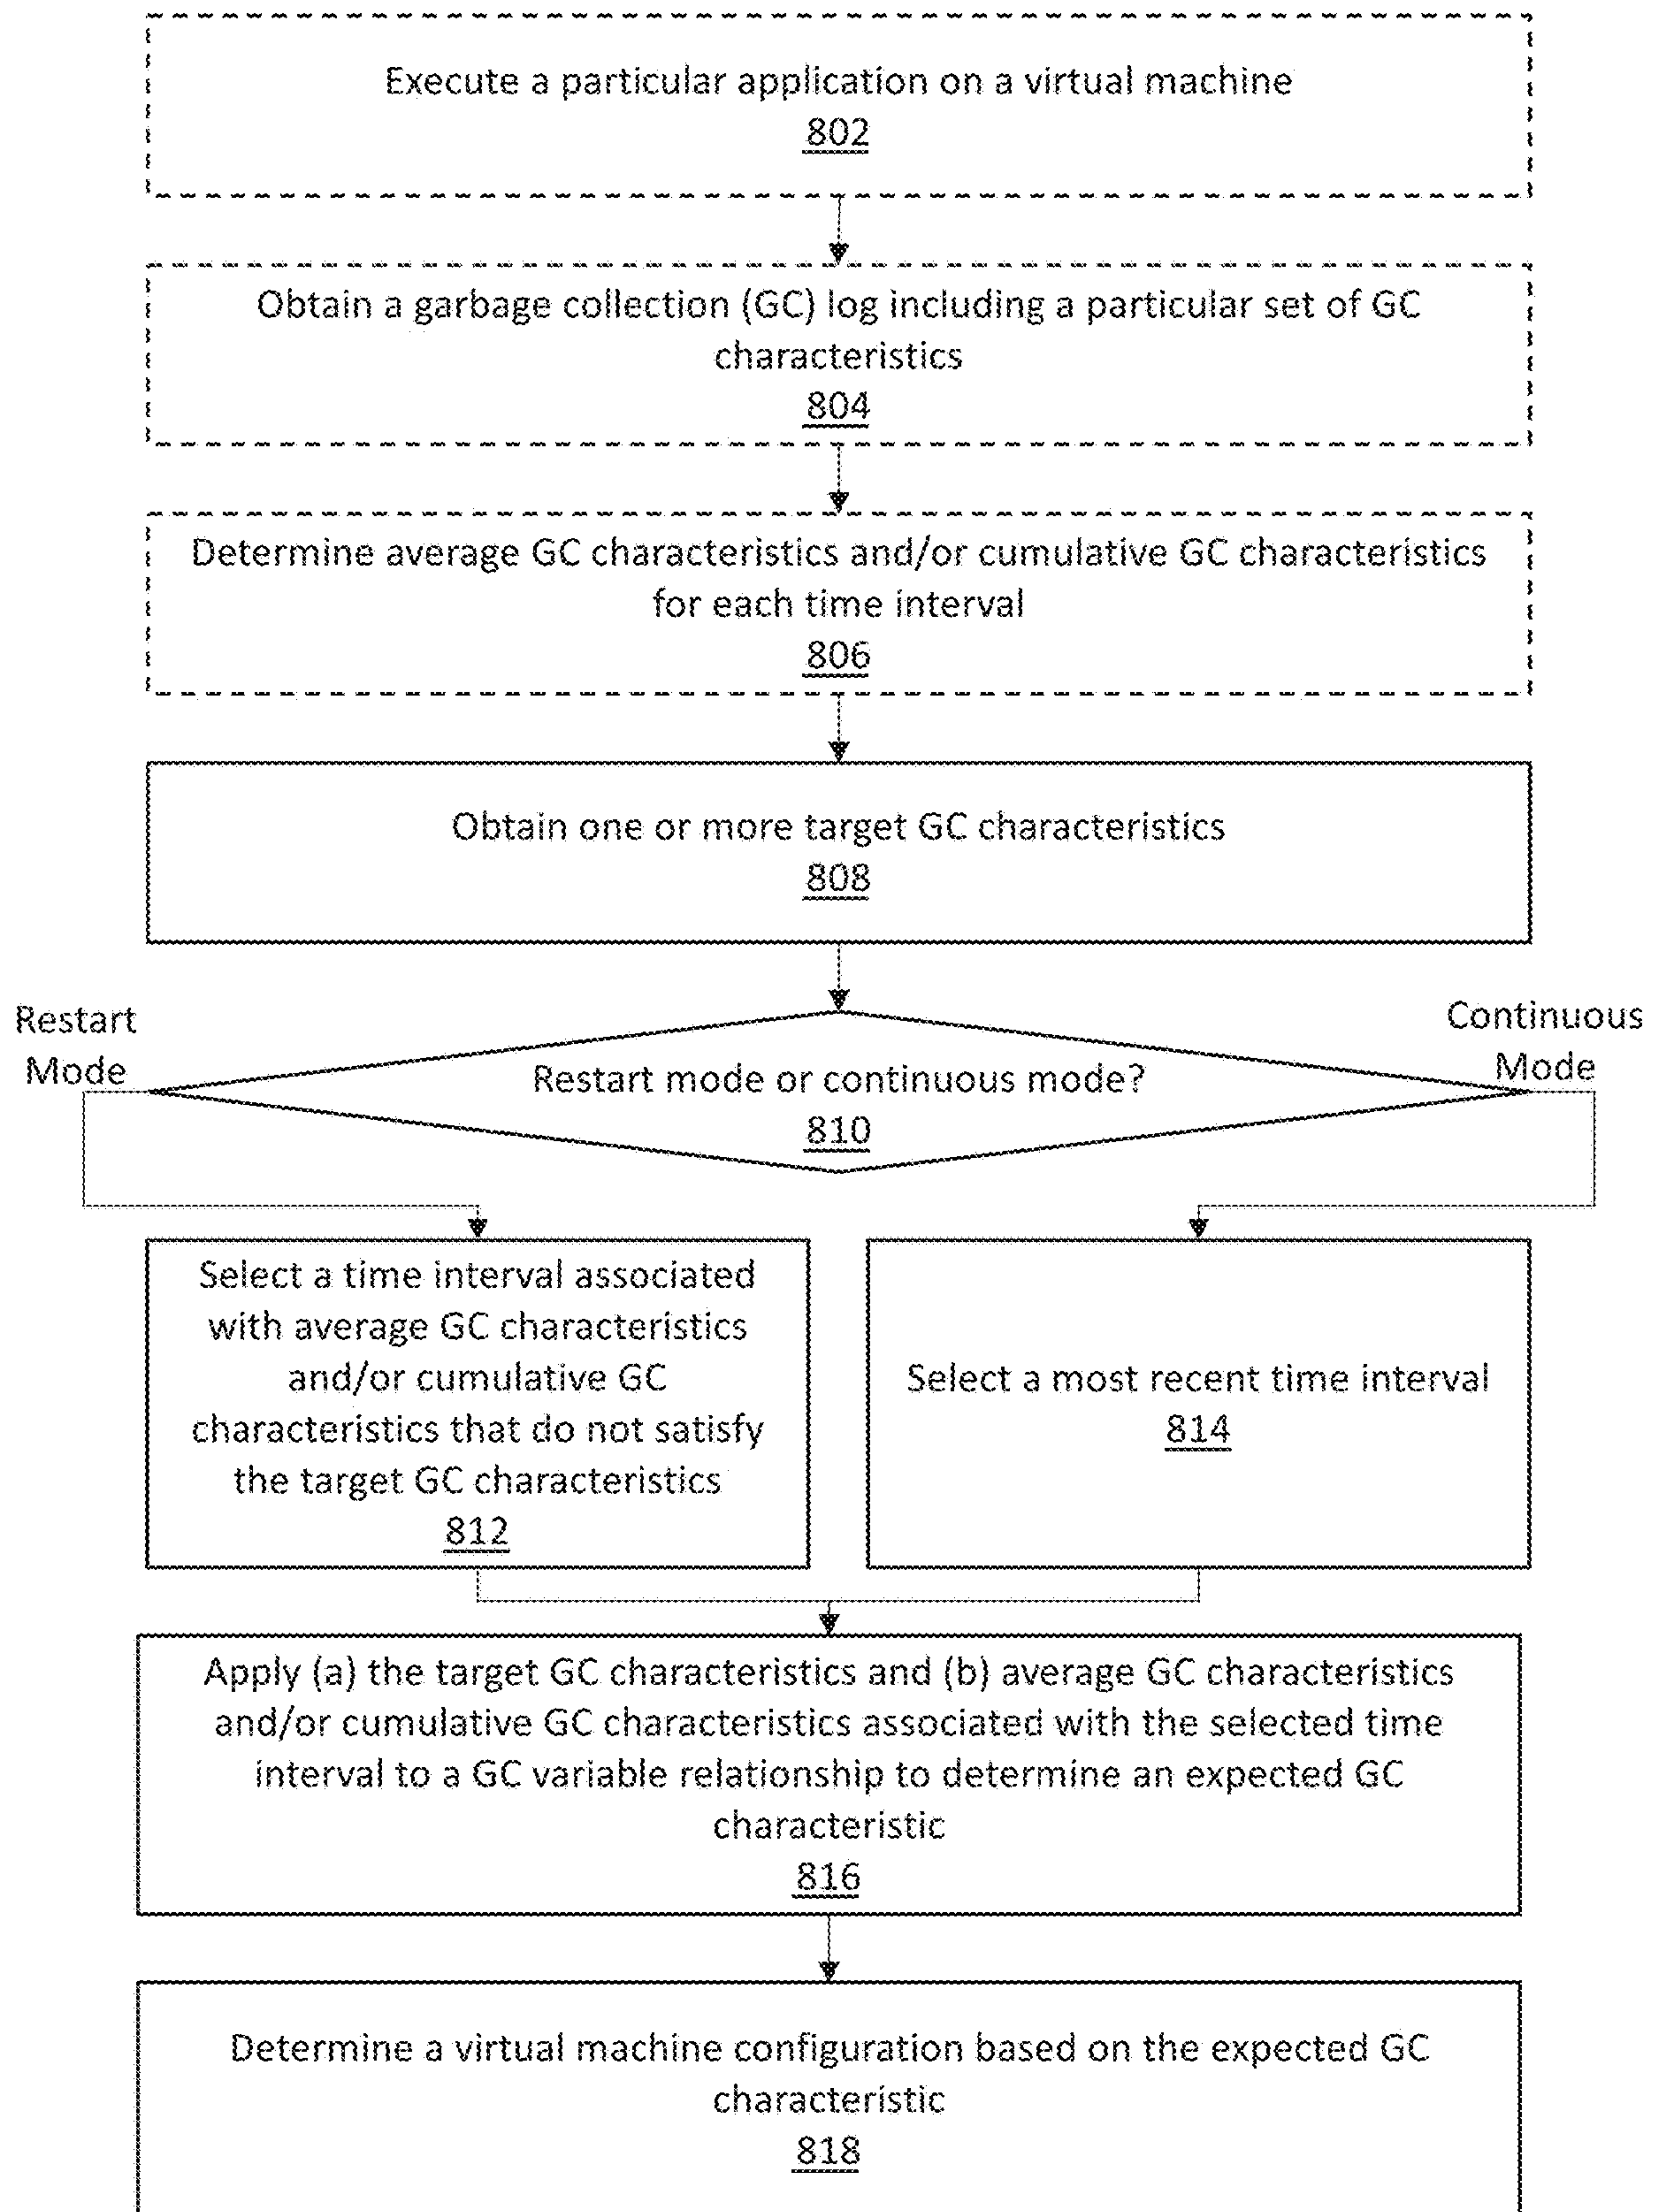 Execute a particular application on a virtual machine
802
Obtain a garbage collection (GC) log including a particular set of GC
characteristics
804
Determine average GC characteristics and/or cumulative GC characteristics
for each time interval
806
Obtain one or more target GC characteristics
808
Restart
Mode
Continuous
Mode
Restart mode or continuous mode?
810
Select a time interval associated
with average GC characteristics
and/or cumulative GC
characteristics that do not satisfy
the target GC characteristics
812
Select a most recent time interval
814
Apply (a) the target GC characteristics and (b) average GC characteristics
and/or cumulative GC characteristics associated with the selected time
interval to a GC variable relationship to determine an expected GC
characteristic
816
Determine a virtual machine configuration based on the expected GC
characteristic
818